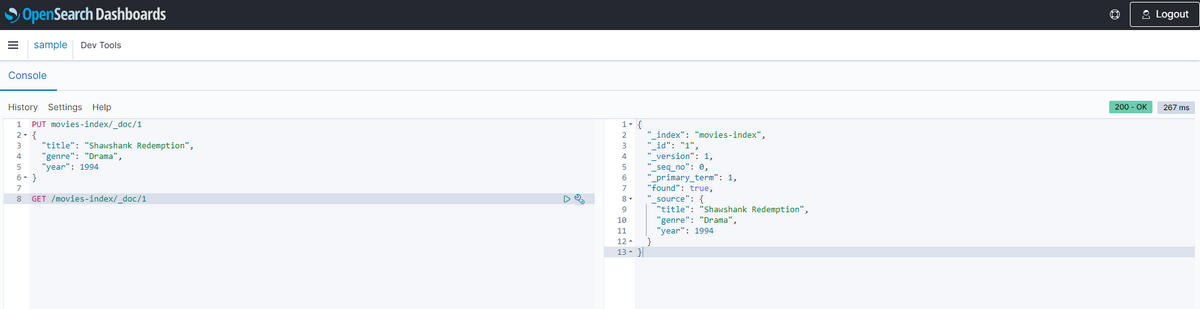 OpenSearch Dashboards
Logout
sample
Dev Tools
Console
History Settings Help
200 - OK
267 ms
1 PUT movies-index/_doc/1
2 {
3 "title": "Shawshank Redemption",
4 "genre": "Drama",
5 "year": 1994
6 }
7
8 GET /movies-index/_doc/1
1 {
2 "_index": "movies-index",
3 "_id": "1",
4 "_version": 1,
5 "_seq_no": 0,
6 "_primary_term": 1,
7 "found": true,
8 "_source": {
9 "title": "Shawshank Redemption",
10 "genre": "Drama",
11 "year": 1994
12 }
13 }